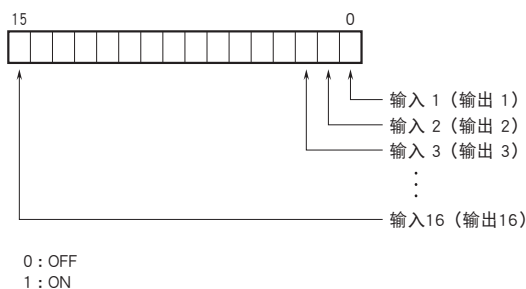 15 0
输入 1（输出 1）
输入 2（输出 2）
输入 3（输出 3）
输入16（输出16）
0：OFF
1：ON